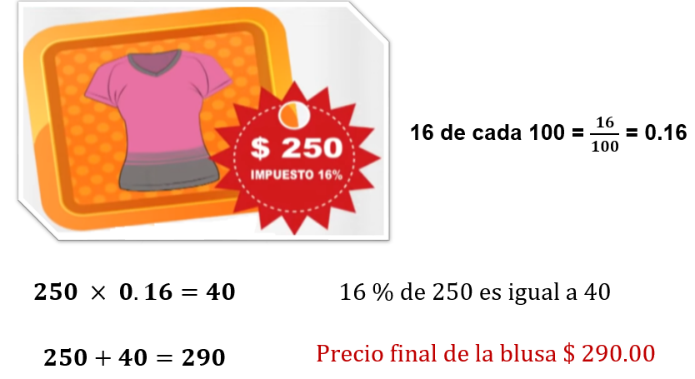 $ 250
IMPUESTO 16%
16 de cada 100 = 16/100 = 0.16
250 × 0.16 = 40
16 % de 250 es igual a 40
250 + 40 = 290
Precio final de la blusa $ 290.00